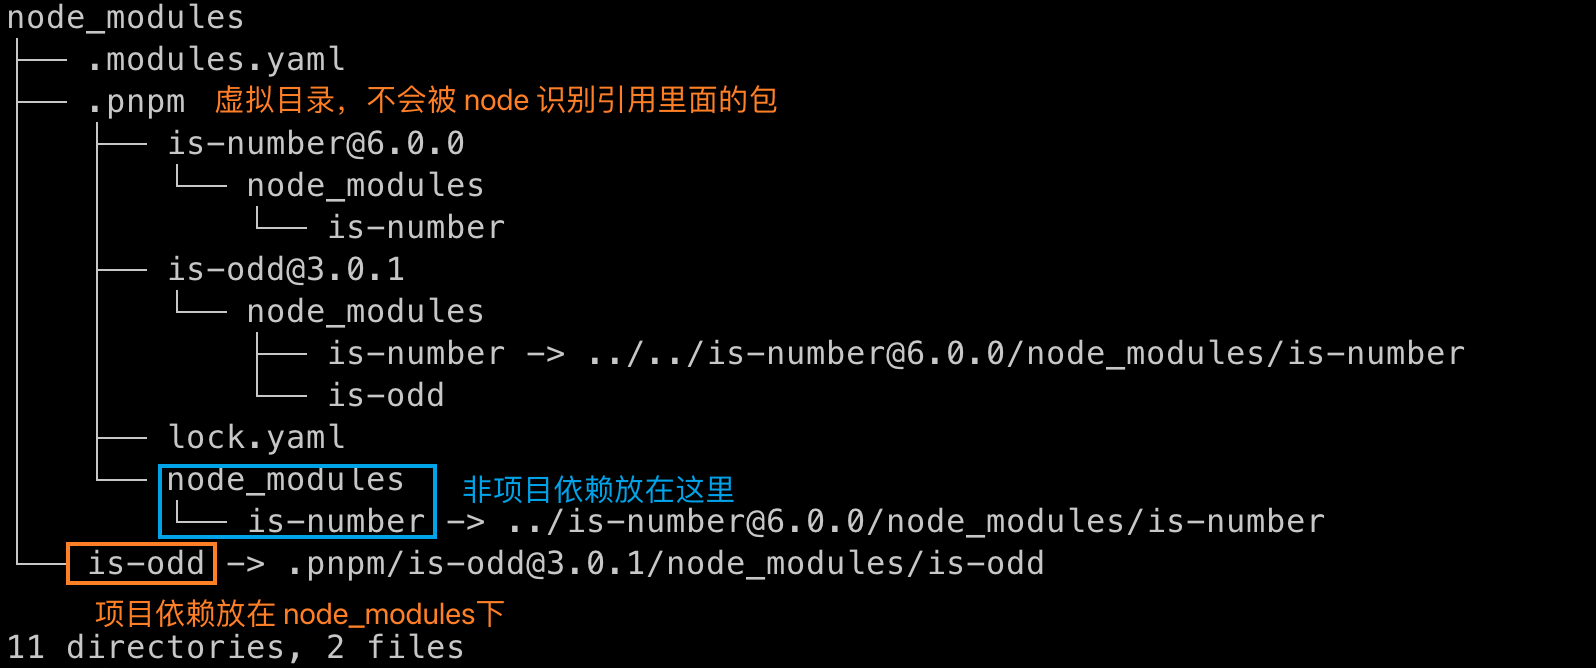 node_modules
├── .modules.yaml
├── .pnpm 虚拟目录，不会被 node 识别引用里面的包
│   ├── is-number@6.0.0
│   │   └── node_modules
│   │       └── is-number
│   ├── is-odd@3.0.1
│   │   └── node_modules
│   │       ├── is-number -> ../../is-number@6.0.0/node_modules/is-number
│   │       └── is-odd
│   ├── lock.yaml
│   └── node_modules
非项目依赖放在这里
│       └── is-number -> ../is-number@6.0.0/node_modules/is-number
└── is-odd -> .pnpm/is-odd@3.0.1/node_modules/is-odd
项目依赖放在 node_modules下
11 directories, 2 files